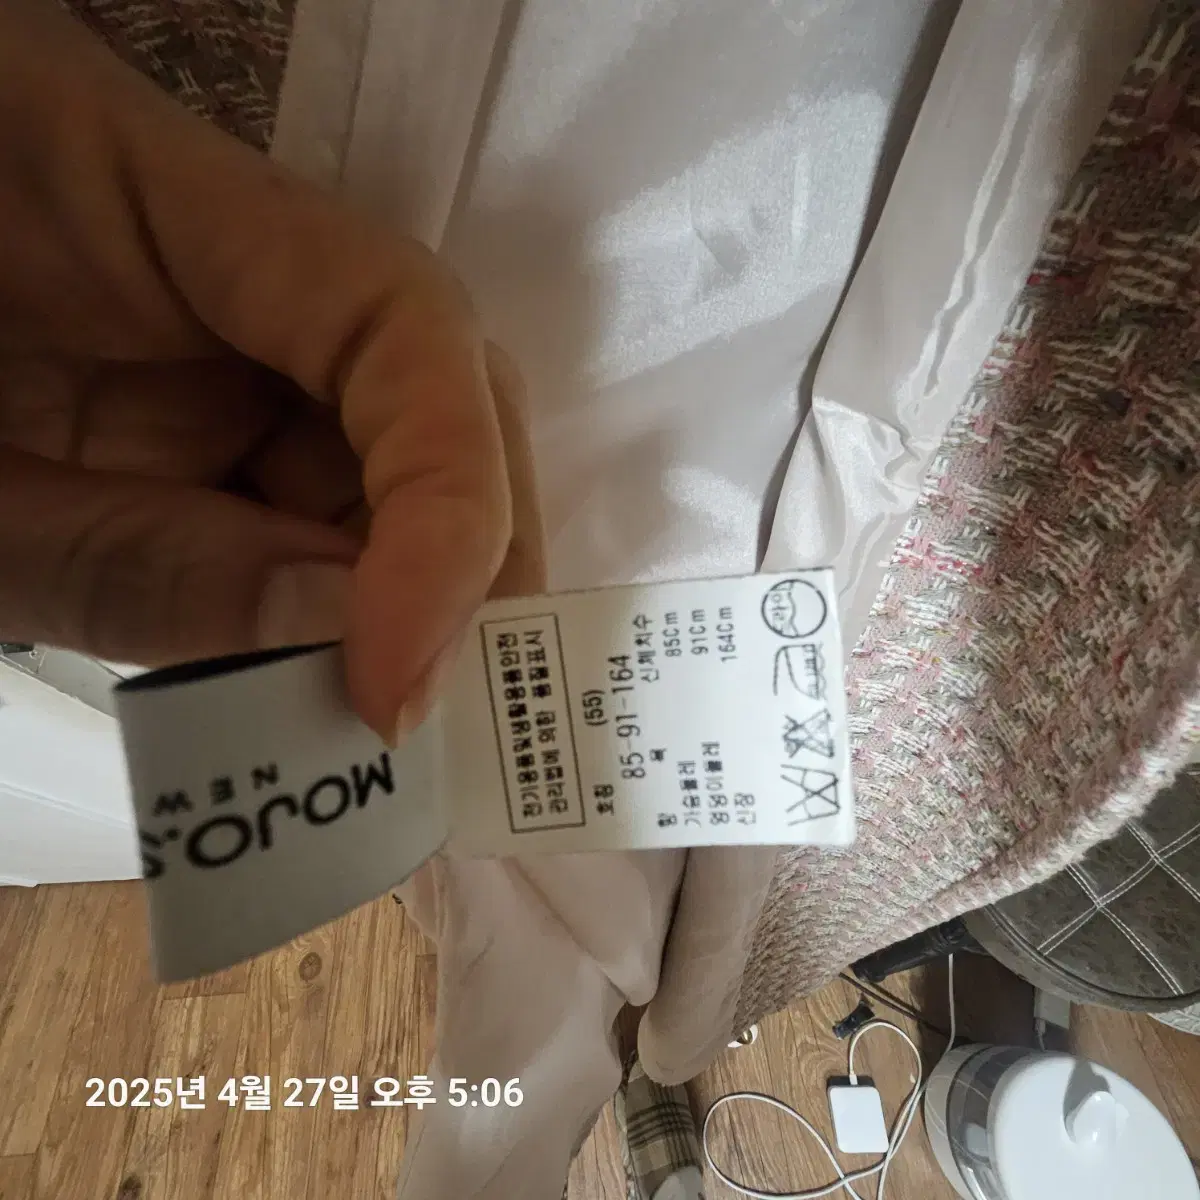 MOJO.S
NEW
전기용품및생활용품안전
관리법에 의한 품질표시
호칭 (55)
85-91-164
항 목 신체치수
가슴둘레 85Cm
엉덩이둘레 91Cm
신장 164Cm
2025년 4월 27일 오후 5:06